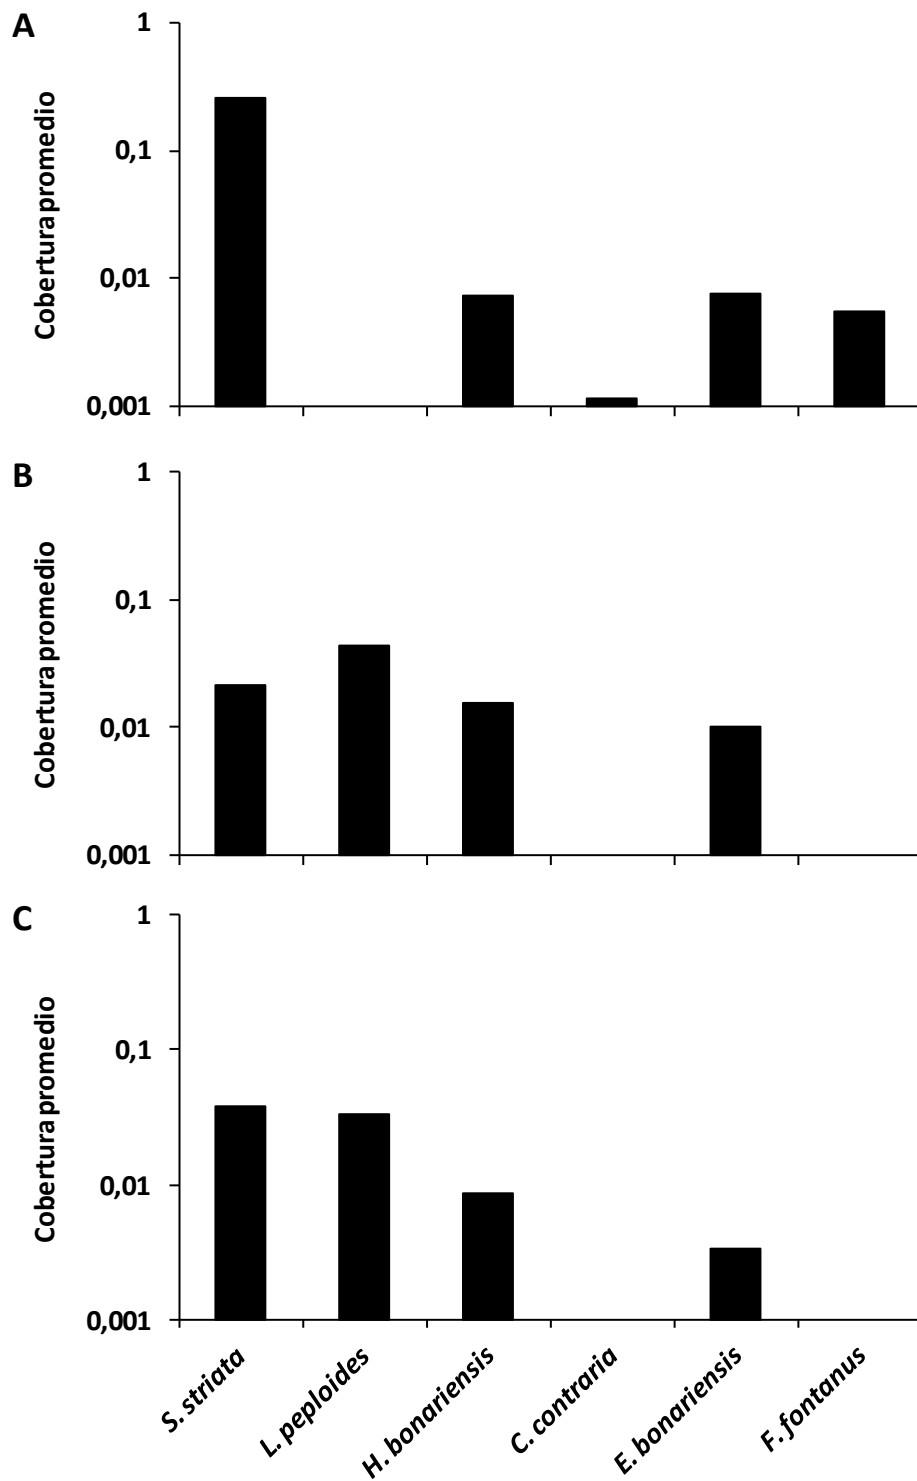 A
Cobertura promedio
1
0,1
0,01
0,001
B
Cobertura promedio
1
0,1
0,01
0,001
C
Cobertura promedio
1
0,1
0,01
0,001
S. striata
L. peploides
H. bonariensis
C. contraria
E. bonariensis
F. fontanus